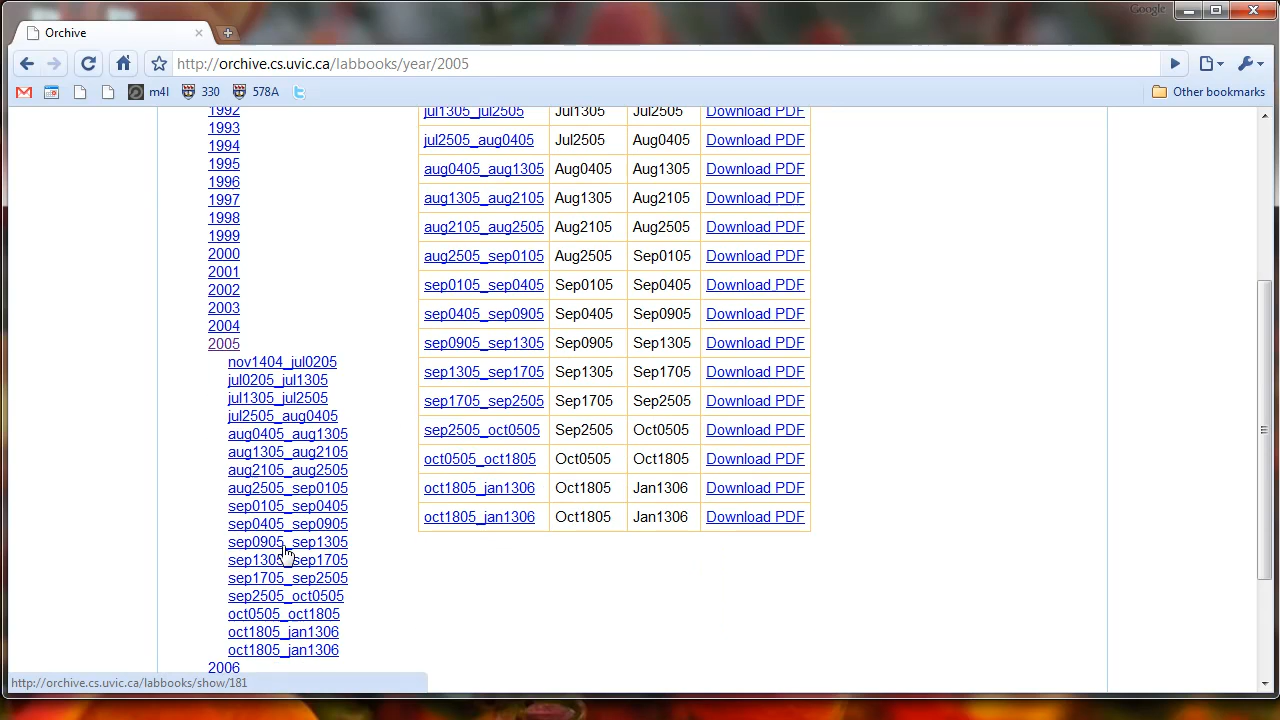 Google
Orchive
http://orchive.cs.uvic.ca/labbooks/year/2005
m4l
330
578A
Other bookmarks
1992
1993
1994
1995
1996
1997
1998
1999
2000
2001
2002
2003
2004
2005
nov1404_jul0205
jul0205_jul1305
jul1305_jul2505
jul2505_aug0405
aug0405_aug1305
aug1305_aug2105
aug2105_aug2505
aug2505_sep0105
sep0105_sep0405
sep0405_sep0905
sep0905_sep1305
sep1305_sep1705
sep1705_sep2505
sep2505_oct0505
oct0505_oct1805
oct1805_jan1306
oct1805_jan1306
2006
jul1305_jul2505 Jul1305 Jul2505 Download PDF
jul2505_aug0405 Jul2505 Aug0405 Download PDF
aug0405_aug1305 Aug0405 Aug1305 Download PDF
aug1305_aug2105 Aug1305 Aug2105 Download PDF
aug2105_aug2505 Aug2105 Aug2505 Download PDF
aug2505_sep0105 Aug2505 Sep0105 Download PDF
sep0105_sep0405 Sep0105 Sep0405 Download PDF
sep0405_sep0905 Sep0405 Sep0905 Download PDF
sep0905_sep1305 Sep0905 Sep1305 Download PDF
sep1305_sep1705 Sep1305 Sep1705 Download PDF
sep1705_sep2505 Sep1705 Sep2505 Download PDF
sep2505_oct0505 Sep2505 Oct0505 Download PDF
oct0505_oct1805 Oct0505 Oct1805 Download PDF
oct1805_jan1306 Oct1805 Jan1306 Download PDF
oct1805_jan1306 Oct1805 Jan1306 Download PDF
http://orchive.cs.uvic.ca/labbooks/show/181